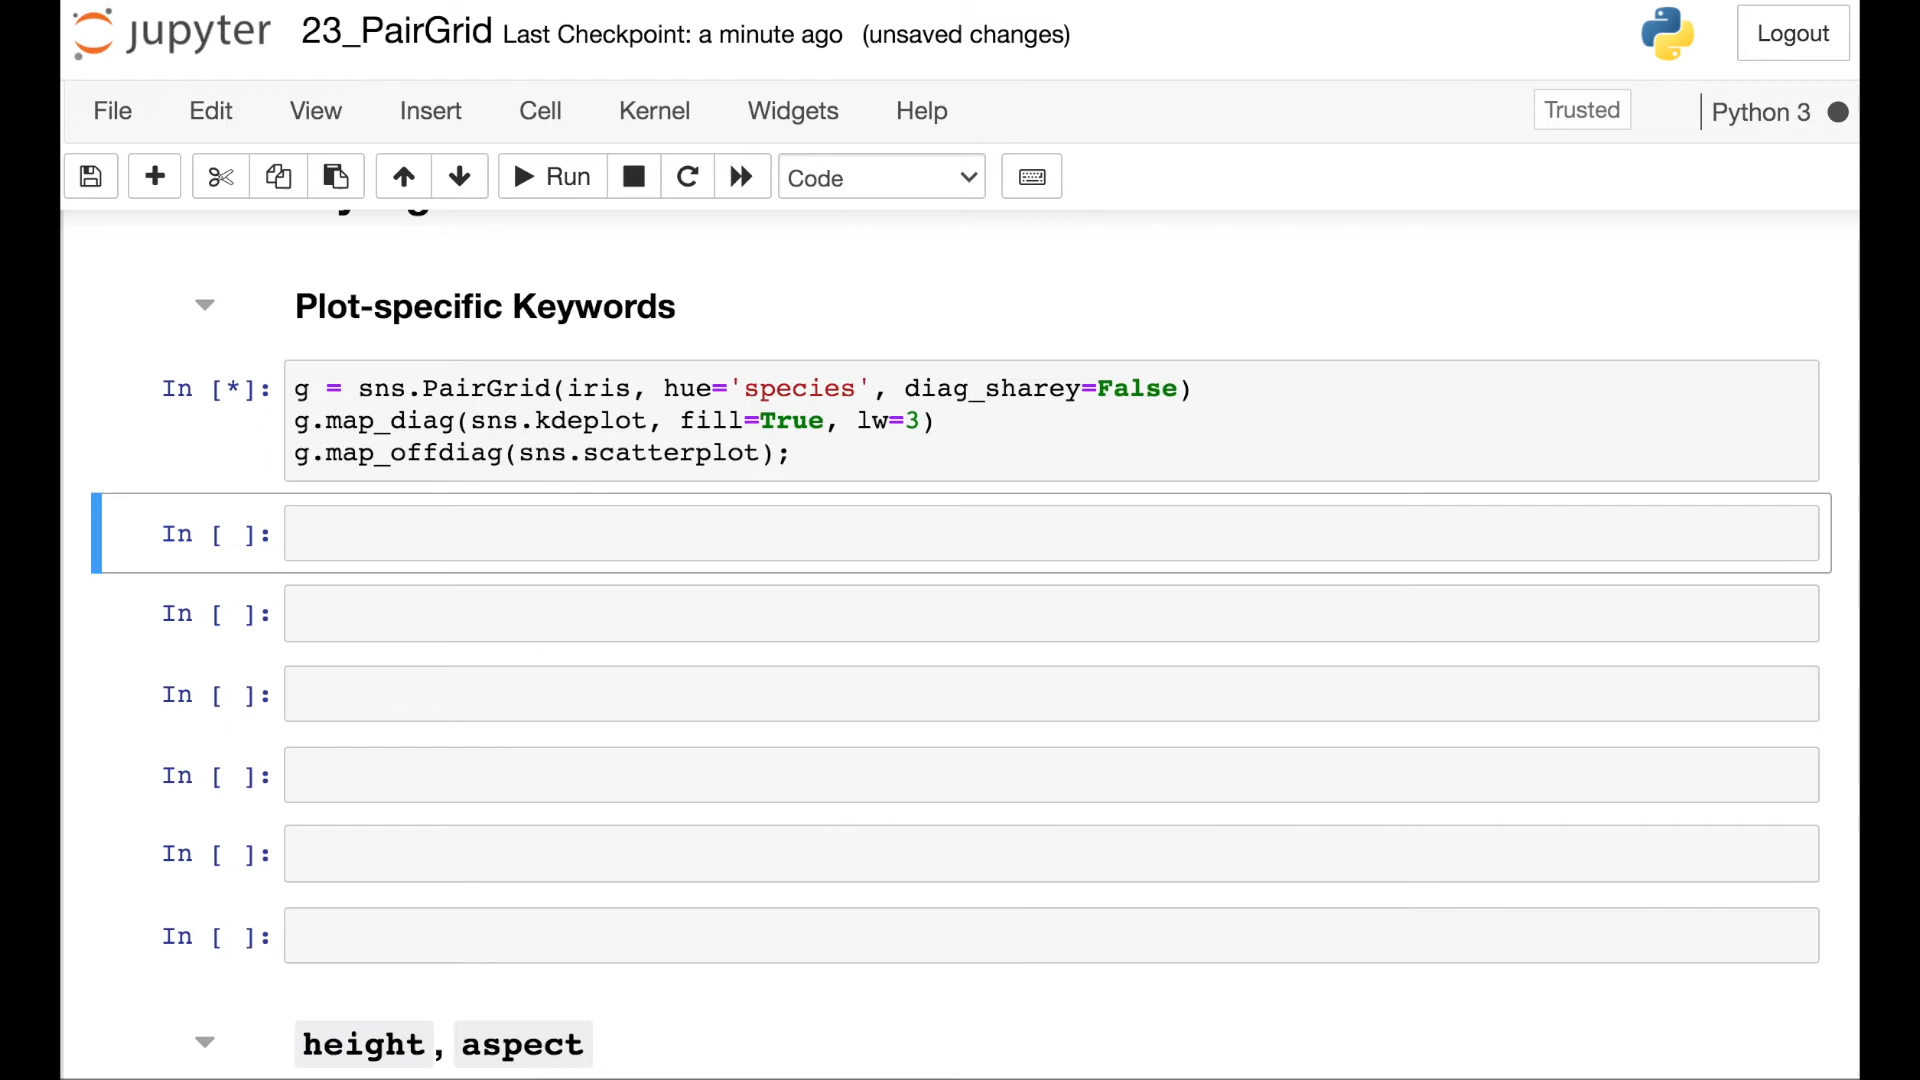 jupyter 23_PairGrid Last Checkpoint: a minute ago (unsaved changes) Logout
File Edit View Insert Cell Kernel Widgets Help Trusted Python 3
Run Code
Plot-specific Keywords
In [*]: g = sns.PairGrid(iris, hue='species', diag_sharey=False)
g.map_diag(sns.kdeplot, fill=True, lw=3)
g.map_offdiag(sns.scatterplot);
In [ ]:
In [ ]:
In [ ]:
In [ ]:
In [ ]:
In [ ]:
height, aspect